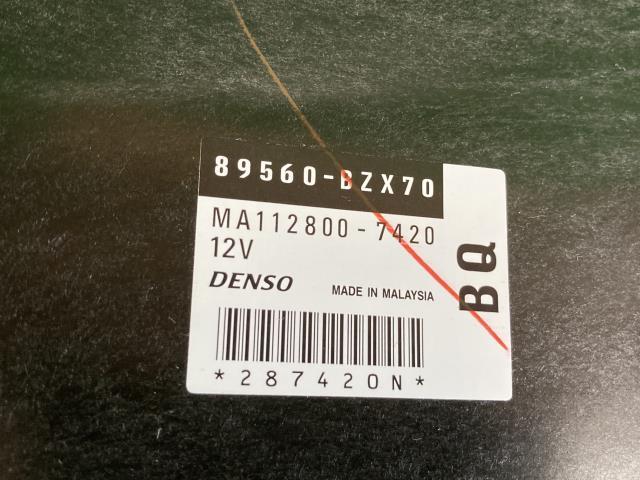 89560-BZX70
MA112800-7420
12V
DENSO
MADE IN MALAYSIA
BQ
*287420N*